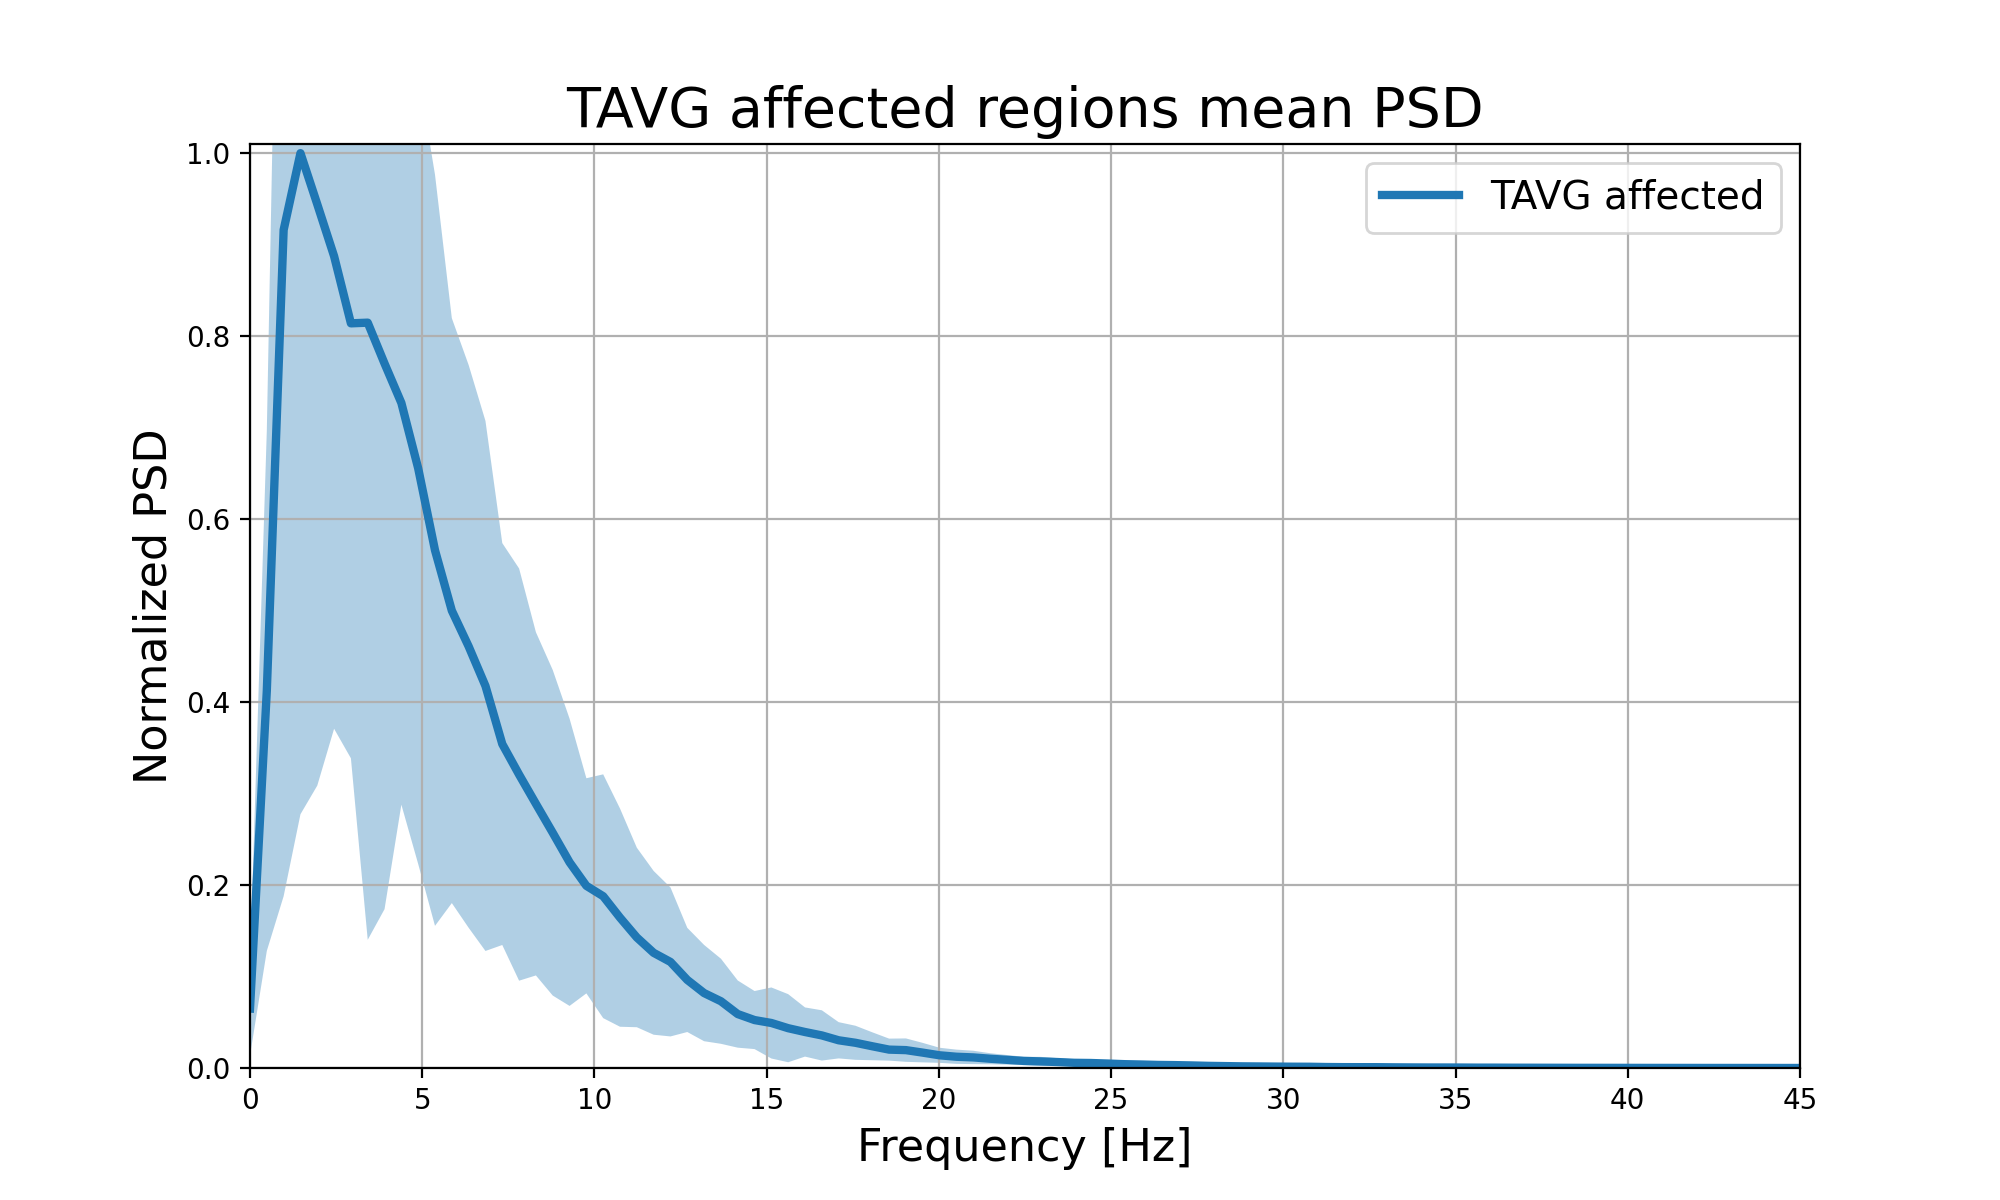 TAVG affected regions mean PSD
TAVG affected
Normalized PSD
1.0
0.8
0.6
0.4
0.2
0.0
0 5 10 15 20 25 30 35 40 45
Frequency [Hz]